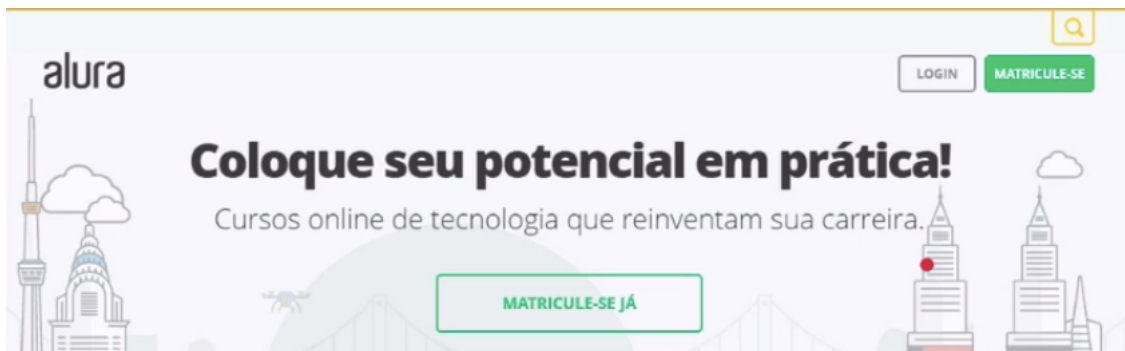 alura
LOGIN
MATRICULE-SE
Coloque seu potencial em prática!
Cursos online de tecnologia que reinventam sua carreira.
MATRICULE-SE JÁ